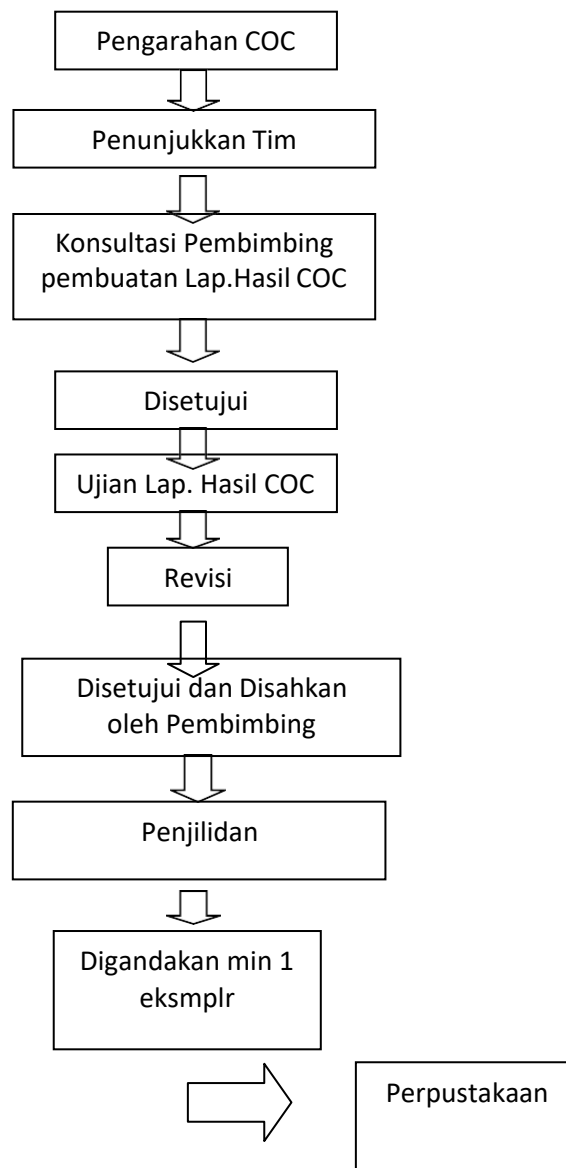 Pengarahan COC
Penunjukkan Tim
Konsultasi Pembimbing
pembuatan Lap.Hasil COC
Disetujui
Ujian Lap. Hasil COC
Revisi
Disetujui dan Disahkan
oleh Pembimbing
Penjilidan
Digandakan min 1
eksmplr
Perpustakaan